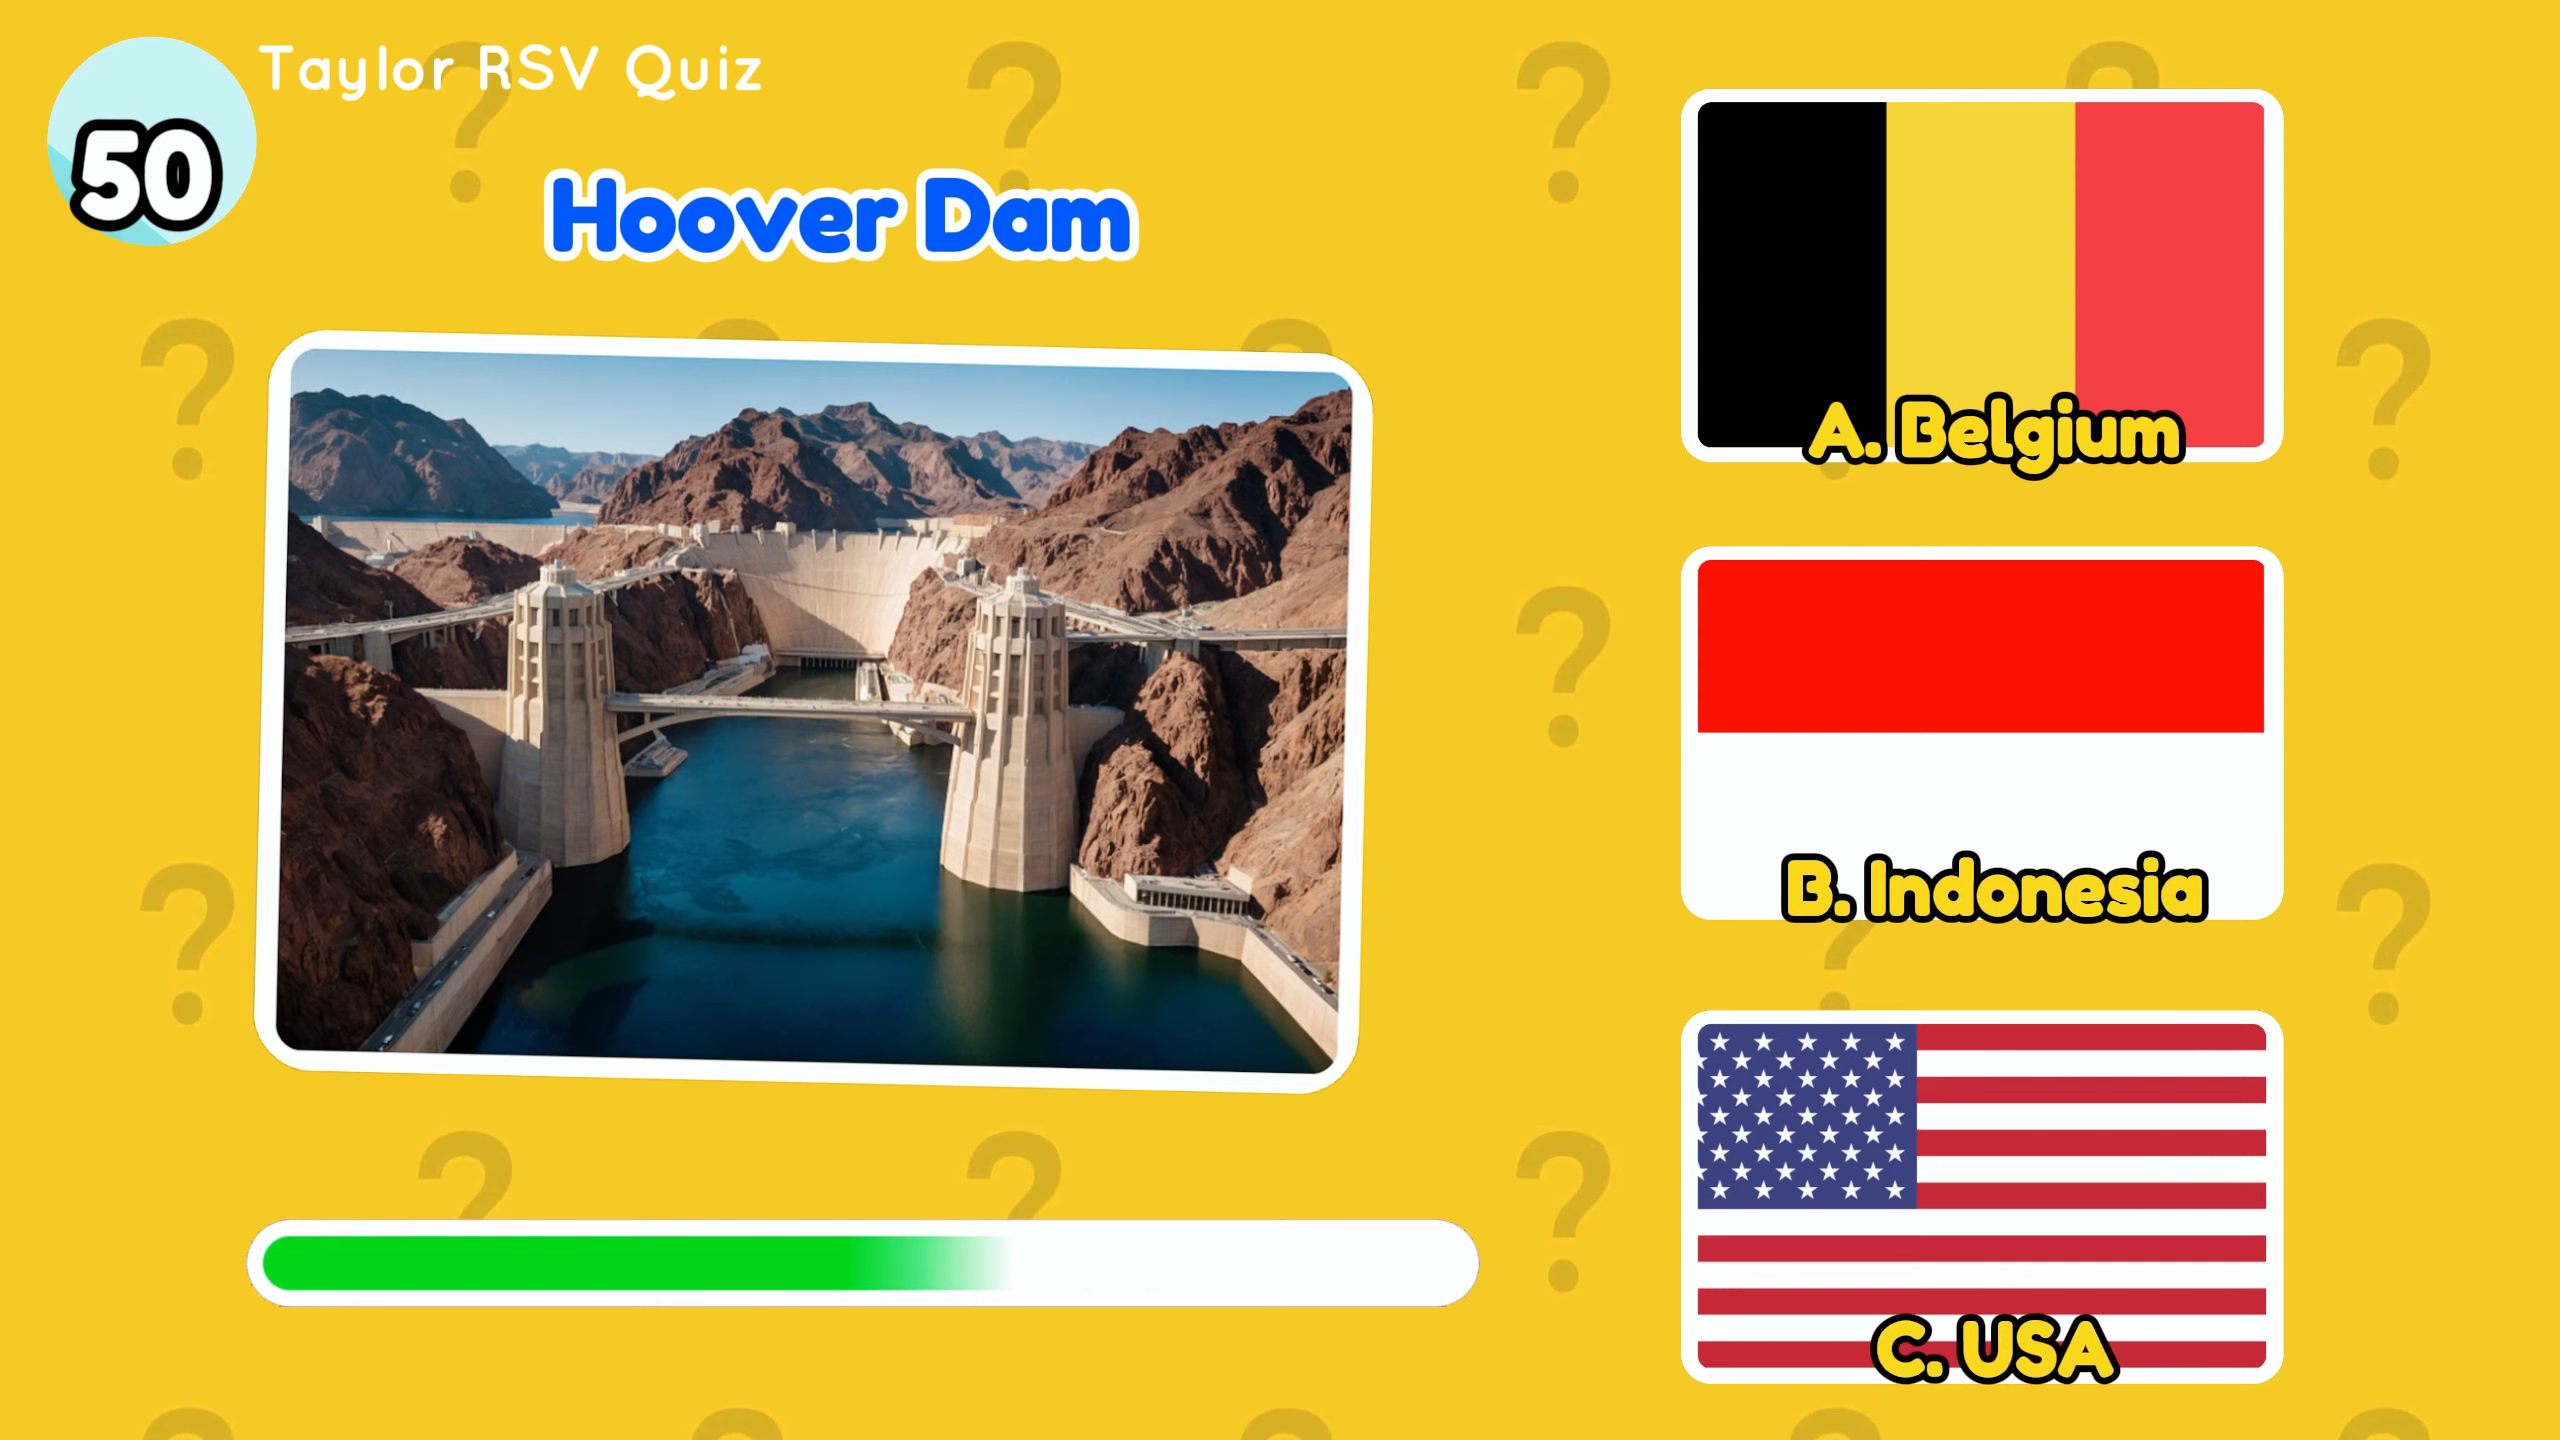 Taylor RSV Quiz
50
Hoover Dam
A. Belgium
B. Indonesia
C. USA